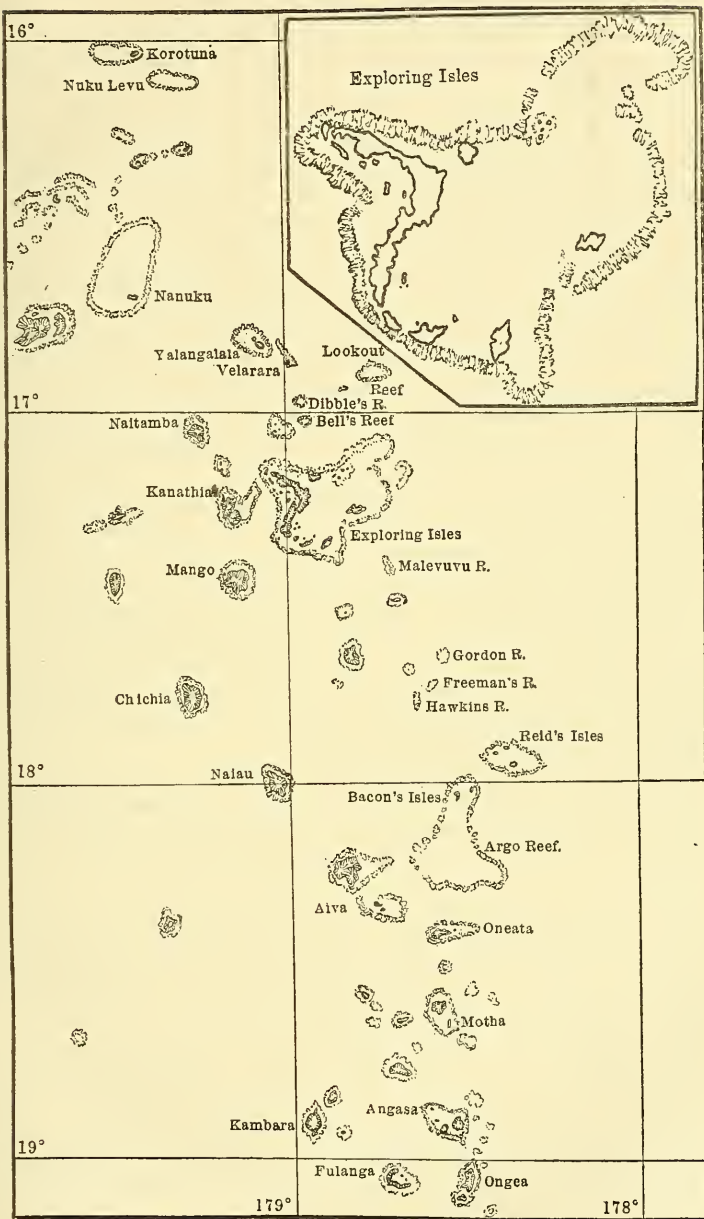 16°
Korotuna
Nuku Levu
Exploring Isles
Nanuku
Yalangalala
Velarara
Lookout
Reef
17°
Dibble's R.
Naitamba
Bell's Reef
Kanathia
Exploring Isles
Mango
Malevuvu R.
Gordon R.
Freeman's R.
Chichia
Hawkins R.
Reid's Isles
18°
Naiau
Bacon's Isles
Argo Reef.
Aiva
Oneata
Motha
Angasa
Kambara
19°
Fulanga
Ongea
179°
178°